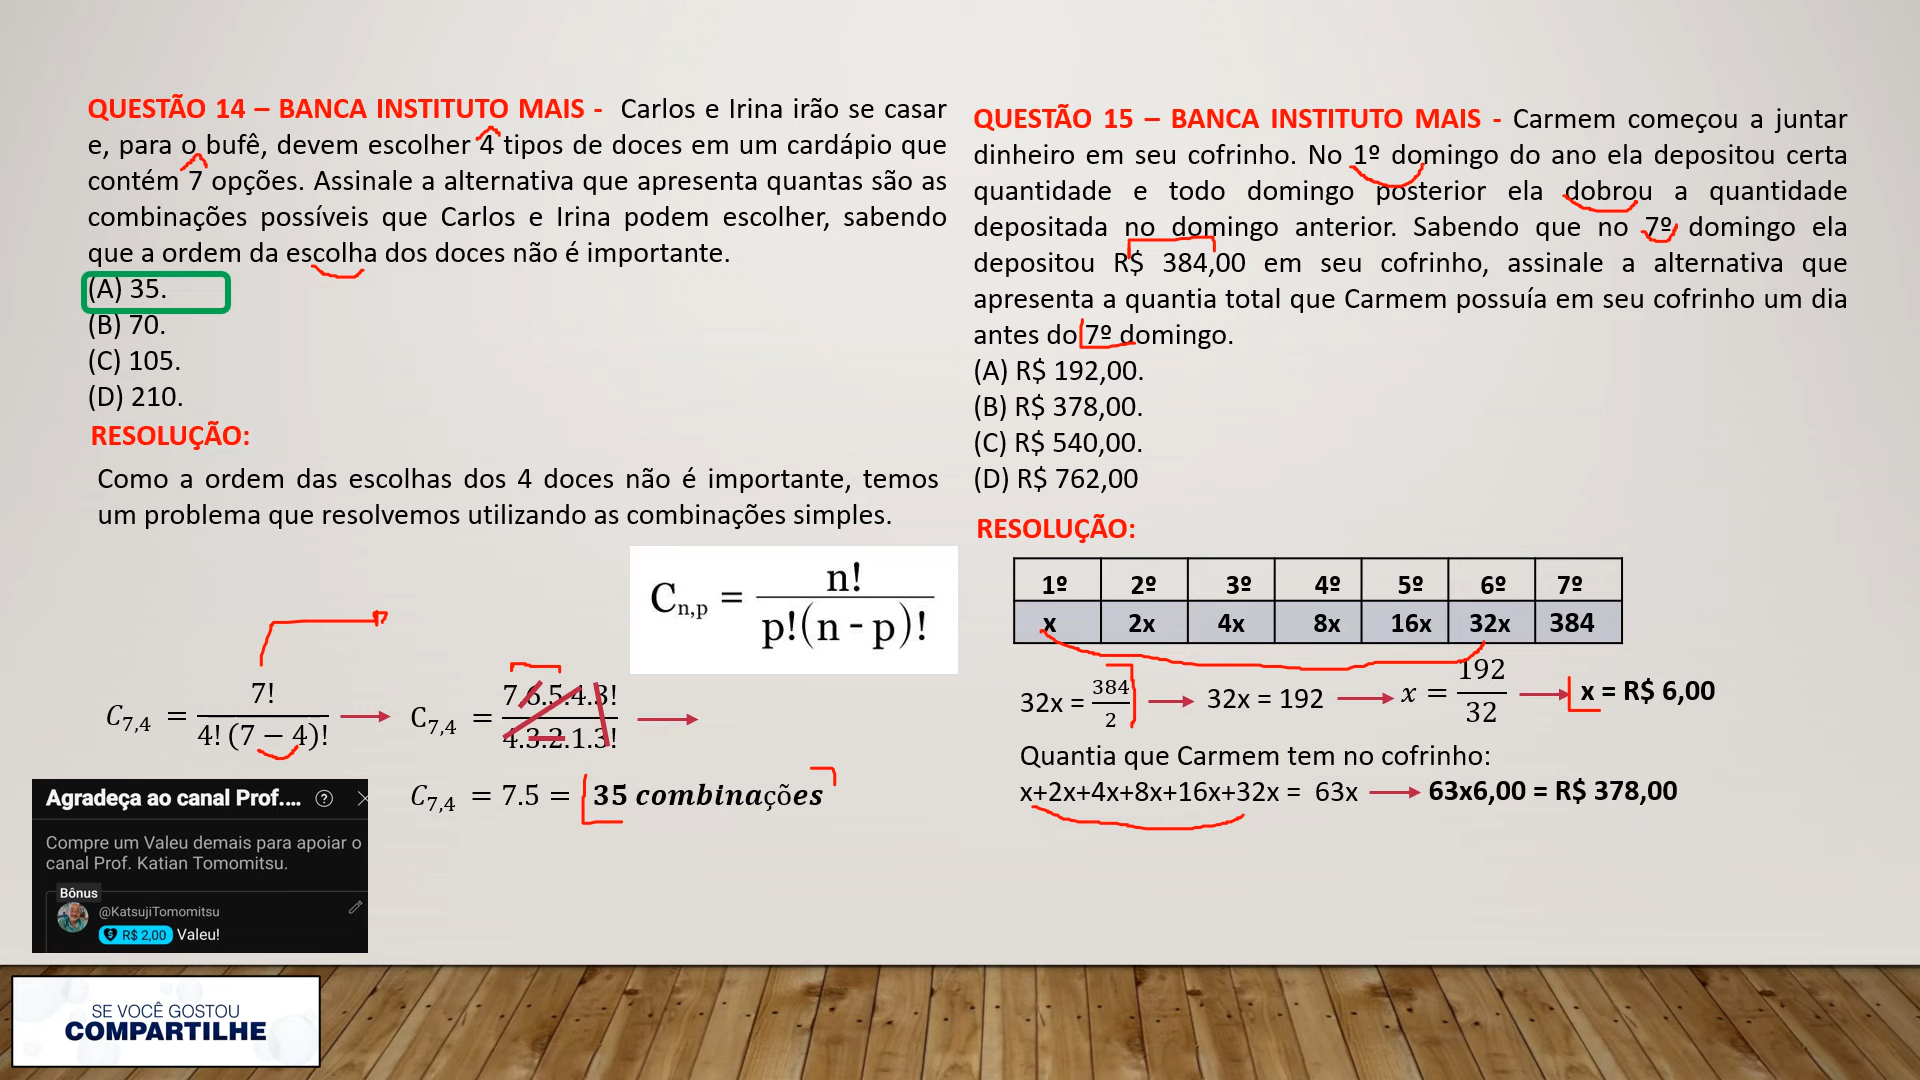 QUESTÃO 14 – BANCA INSTITUTO MAIS - Carlos e Irina irão se casar
e, para o bufê, devem escolher 4 tipos de doces em um cardápio que
contém 7 opções. Assinale a alternativa que apresenta quantas são as
combinações possíveis que Carlos e Irina podem escolher, sabendo
que a ordem da escolha dos doces não é importante.
(A) 35.
(B) 70.
(C) 105.
(D) 210.
RESOLUÇÃO:
Como a ordem das escolhas dos 4 doces não é importante, temos
um problema que resolvemos utilizando as combinações simples.
Cn,p = n! / p!(n - p)!
C7,4 = 7! / 4! (7 − 4)!
C7,4 = 7.6.5.4.3! / 4.3.2.1.3!
C7,4 = 7.5 = 35 combinações
Agradeça ao canal Prof....
Compre um Valeu demais para apoiar o
canal Prof. Katian Tomomitsu.
Bônus
@KatsujiTomomitsu
R$ 2,00 Valeu!
SE VOCÊ GOSTOU
COMPARTILHE
QUESTÃO 15 – BANCA INSTITUTO MAIS - Carmem começou a juntar
dinheiro em seu cofrinho. No 1º domingo do ano ela depositou certa
quantidade e todo domingo posterior ela dobrou a quantidade
depositada no domingo anterior. Sabendo que no 7º domingo ela
depositou R$ 384,00 em seu cofrinho, assinale a alternativa que
apresenta a quantia total que Carmem possuía em seu cofrinho um dia
antes do 7º domingo.
(A) R$ 192,00.
(B) R$ 378,00.
(C) R$ 540,00.
(D) R$ 762,00
RESOLUÇÃO:
1º 2º 3º 4º 5º 6º 7º
x 2x 4x 8x 16x 32x 384
32x = 384/2 32x = 192 x = 192/32 x = R$ 6,00
Quantia que Carmem tem no cofrinho:
x+2x+4x+8x+16x+32x = 63x 63x6,00 = R$ 378,00